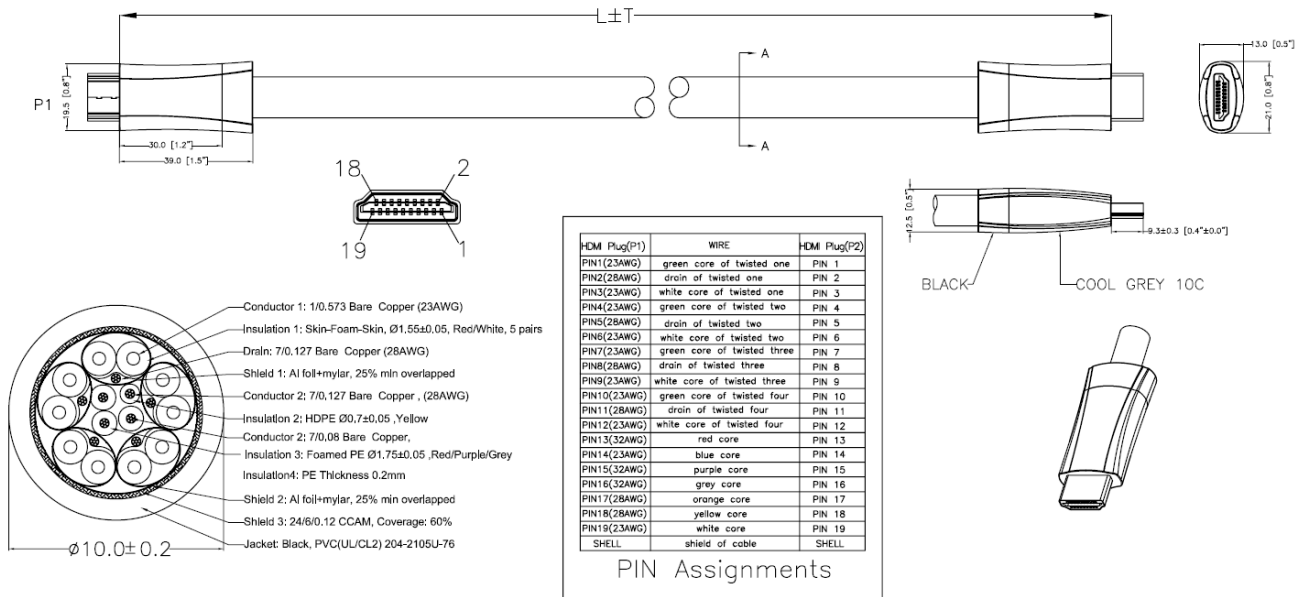 L±T
A
13.0 [0.5"]
P1
19.5 [0.8"]
21.0 [0.8"]
A
30.0 [1.2"]
39.0 [1.5"]
18 2
19 1
12.5 [0.5"]
9.3±0.3 [0.4"±0.0"]
BLACK
COOL GREY 10C
HDMI Plug(P1) WIRE HDMI Plug(P2)
PIN1(23AWG) green core of twisted one PIN 1
PIN2(28AWG) drain of twisted one PIN 2
PIN3(23AWG) white core of twisted one PIN 3
PIN4(23AWG) green core of twisted two PIN 4
PIN5(28AWG) drain of twisted two PIN 5
PIN6(23AWG) white core of twisted two PIN 6
PIN7(23AWG) green core of twisted three PIN 7
PIN8(28AWG) drain of twisted three PIN 8
PIN9(23AWG) white core of twisted three PIN 9
PIN10(23AWG) green core of twisted four PIN 10
PIN11(28AWG) drain of twisted four PIN 11
PIN12(23AWG) white core of twisted four PIN 12
PIN13(32AWG) red core PIN 13
PIN14(23AWG) blue core PIN 14
PIN15(32AWG) purple core PIN 15
PIN16(32AWG) grey core PIN 16
PIN17(28AWG) orange core PIN 17
PIN18(28AWG) yellow core PIN 18
PIN19(23AWG) white core PIN 19
SHELL shield of cable SHELL
PIN Assignments
Conductor 1: 1/0.573 Bare Copper (23AWG)
Insulation 1: Skin-Foam-Skin, Ø1.55±0.05, Red/White, 5 pairs
Drain: 7/0.127 Bare Copper (28AWG)
Shield 1: Al foil+mylar, 25% min overlapped
Conductor 2; 7/0.127 Bare Copper , (28AWG)
Insulation 2: HDPE Ø0.7±0.05 ,Yellow
Conductor 2; 7/0,08 Bare Copper,
Insulation 3: Foamed PE Ø1.75±0.05 ,Red/Purple/Grey
Insulation4: PE Thickness 0.2mm
Shield 2; Al foil+mylar, 25% min overlapped
Shield 3: 24/6/0.12 CCAM, Coverage: 60%
Jacket: Black, PVC(UL/CL2) 204-2105U-76
ø10.0±0.2